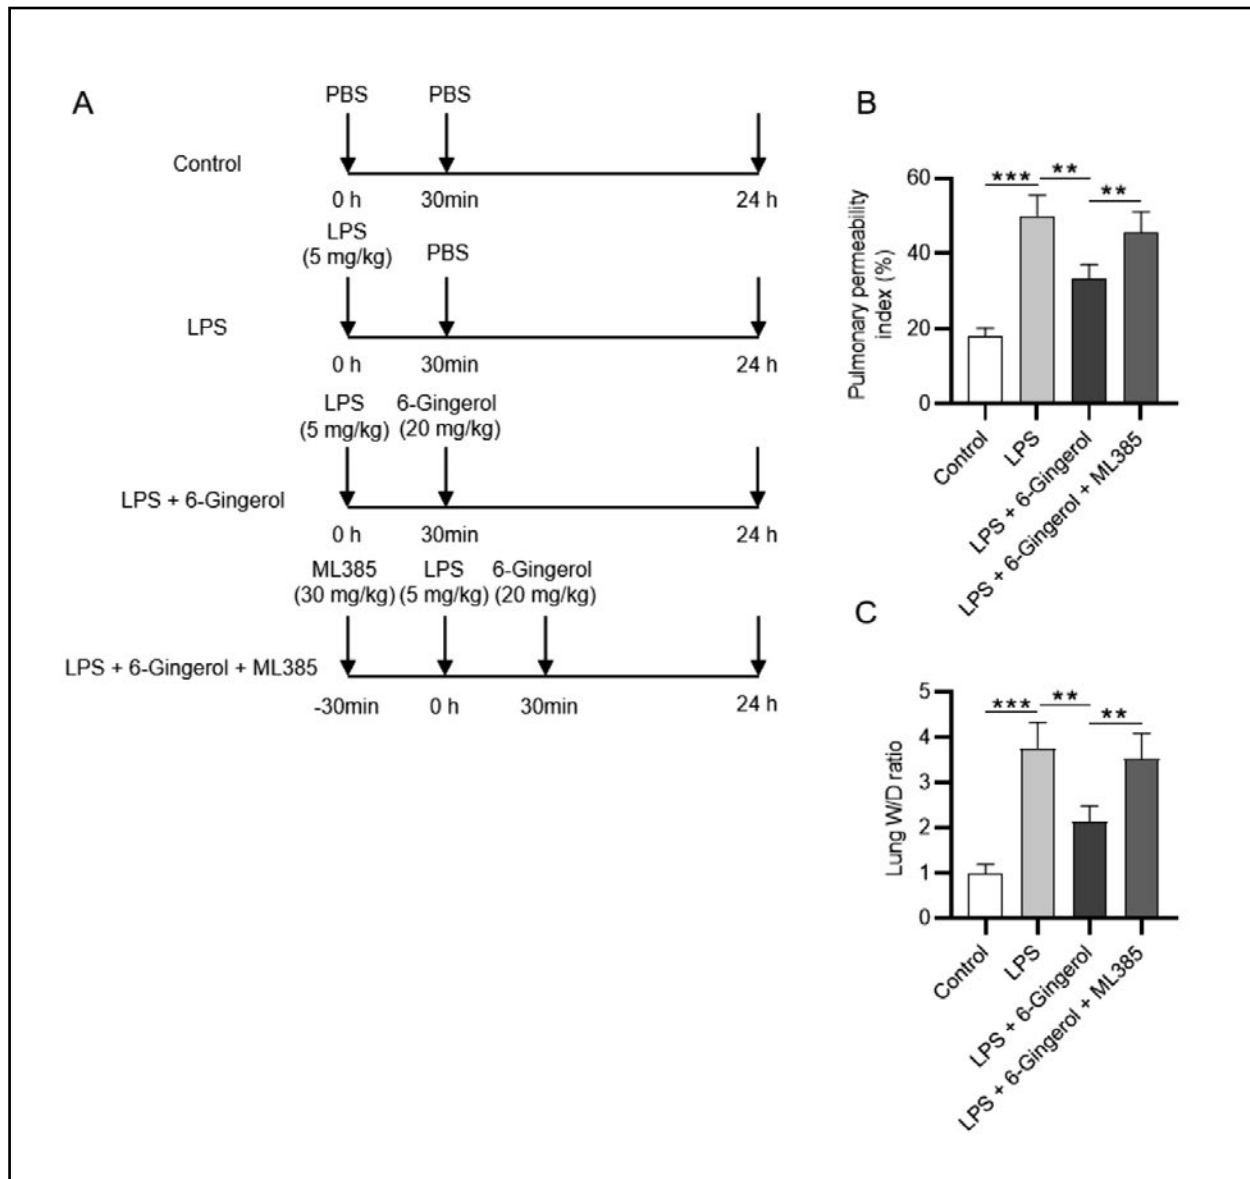 A
PBS PBS
Control
0 h 30min 24 h
LPS
(5 mg/kg) PBS
LPS
0 h 30min 24 h
LPS 6-Gingerol
(5 mg/kg) (20 mg/kg)
LPS + 6-Gingerol
0 h 30min 24 h
ML385 LPS 6-Gingerol
(30 mg/kg) (5 mg/kg) (20 mg/kg)
LPS + 6-Gingerol + ML385
-30min 0 h 30min 24 h
B
Pulmonary permeability
index (%)
60
40
20
0
*** ** **
Control
LPS
LPS + 6-Gingerol
LPS + 6-Gingerol + ML385
C
Lung W/D ratio
5
4
3
2
1
0
*** ** **
Control
LPS
LPS + 6-Gingerol
LPS + 6-Gingerol + ML385